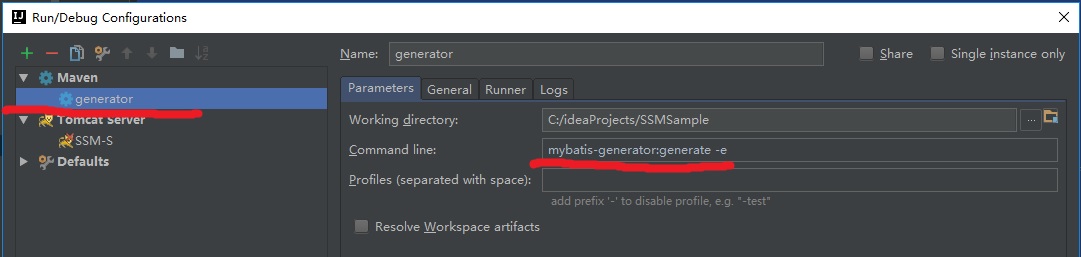 Run/Debug Configurations
Name: generator
Share
Single instance only
Maven
generator
Tomcat Server
SSM-S
Defaults
Parameters General Runner Logs
Working directory: C:/ideaProjects/SSMSample ...
Command line: mybatis-generator:generate -e
Profiles (separated with space):
add prefix '-' to disable profile, e.g. "-test"
Resolve Workspace artifacts